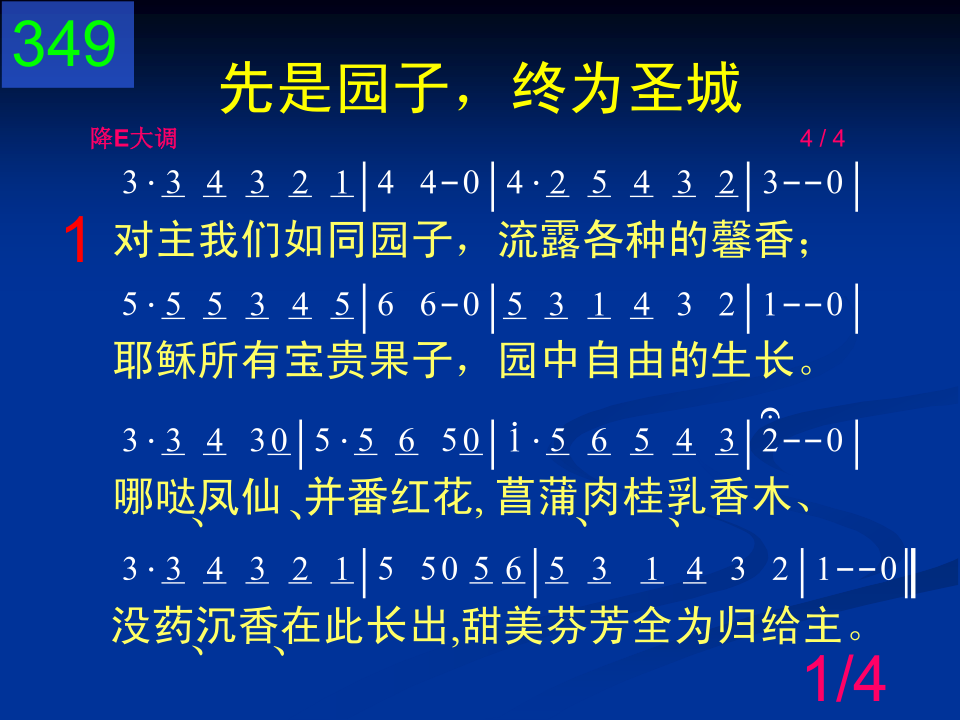 349
先是园子，终为圣城
降E大调 4 / 4
3·3 4 3 2 1|4 4-0|4·2 5 4 3 2|3--0|
1 对主我们如同园子，流露各种的馨香；
5·5 5 3 4 5|6 6-0|5 3 1 4 3 2|1--0|
耶稣所有宝贵果子，园中自由的生长。
3·3 4 30|5·5 6 50|i·5 6 5 4 3|2--0|
哪哒、凤仙、并番红花, 菖蒲、肉桂、乳香木、
3·3 4 3 2 1|5 50 5 6|5 3 1 4 3 2|1--0‖
没药、沉香、在此长出,甜美芬芳全为归给主。
1/4